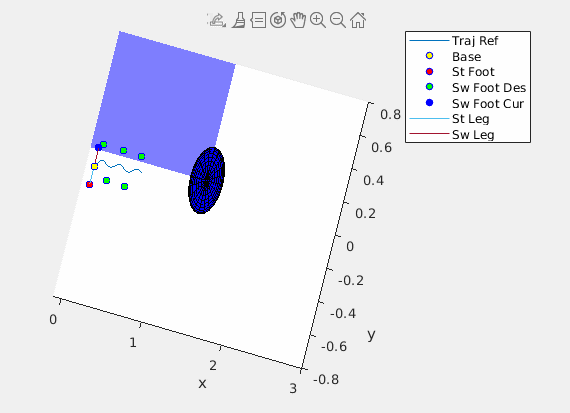 Traj Ref
Base
St Foot
Sw Foot Des
Sw Foot Cur
St Leg
Sw Leg
0.8
0.6
0.4
0.2
0
-0.2
-0.4
-0.6
-0.8
y
0
1
2
3
x